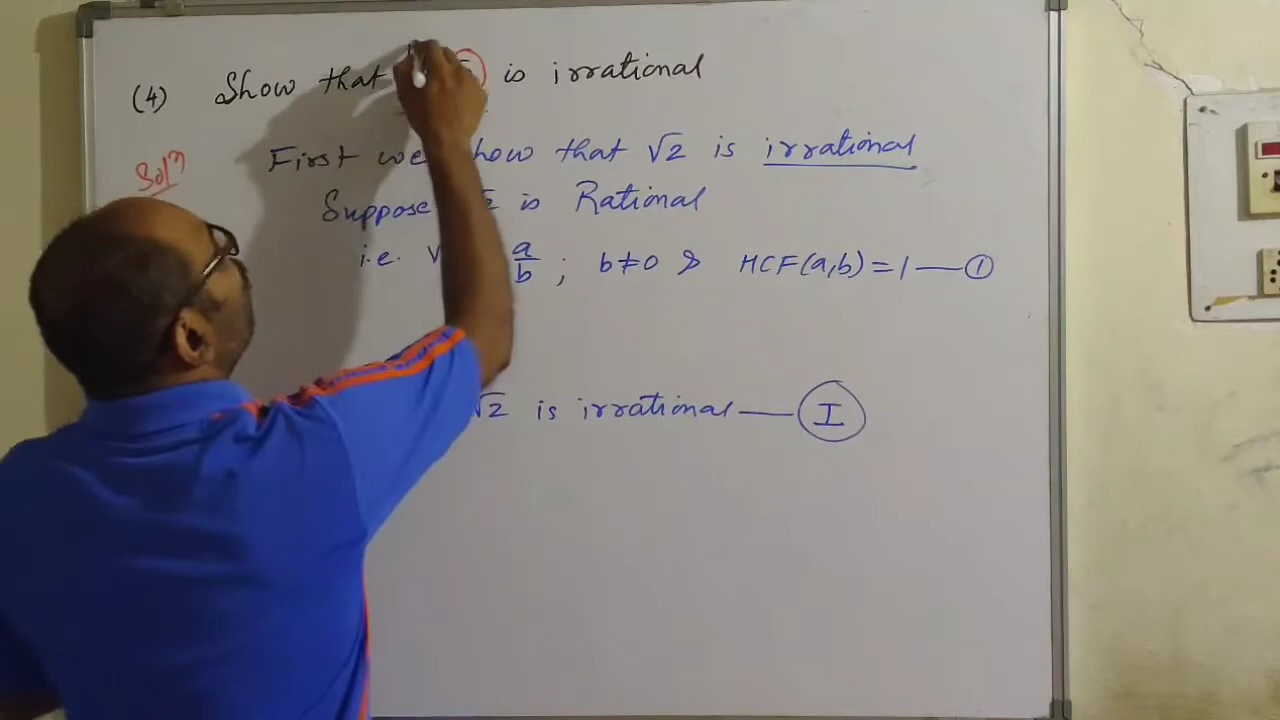 (4) Show that is irrational
Solⁿ
First we show that √2 is irrational
Suppose is Rational
i.e. a/b ; b≠0 & HCF(a,b)=1 — ①
√2 is irrational — Ⓘ